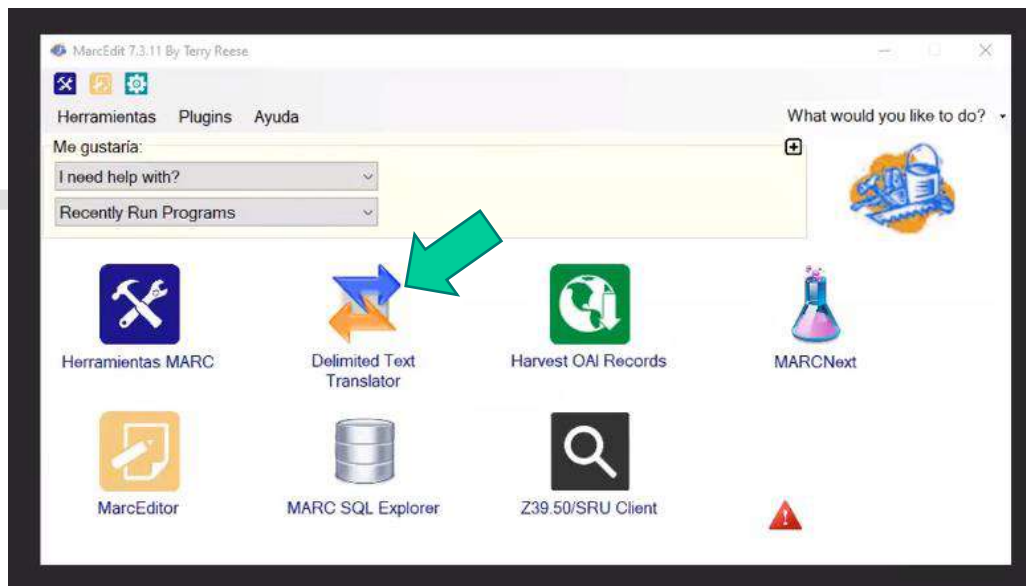 MarcEdit 7.3.11 By Terry Reese
Herramientas Plugins Ayuda
What would you like to do?
Me gustaría:
I need help with?
Recently Run Programs
Herramientas MARC
Delimited Text
Translator
Harvest OAI Records
MARCNext
MarcEditor
MARC SQL Explorer
Z39.50/SRU Client